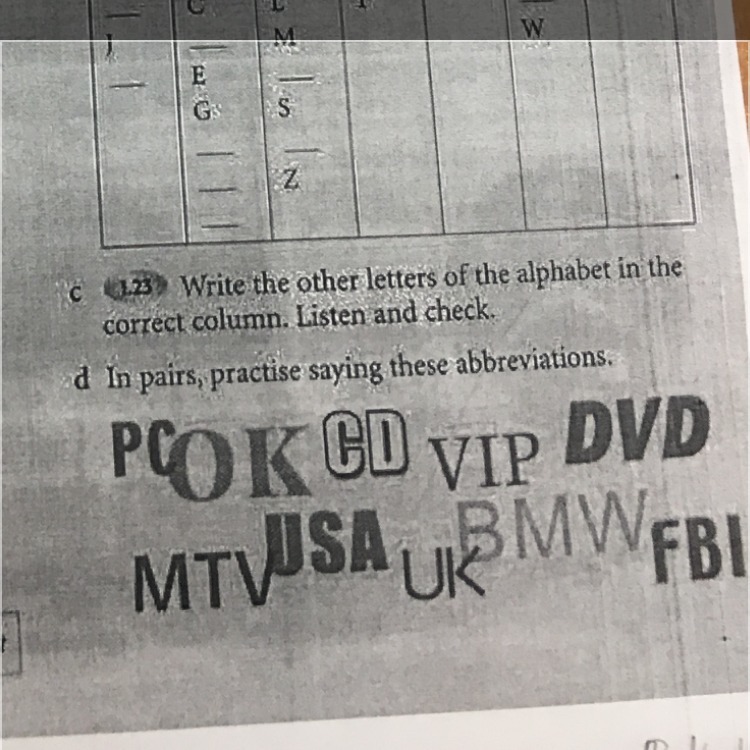 W
J M
E
G S
Z
c 1.23 Write the other letters of the alphabet in the
correct column. Listen and check.
d In pairs, practise saying these abbreviations.
PC OK CD VIP DVD
MTV USA UK BMW FBI